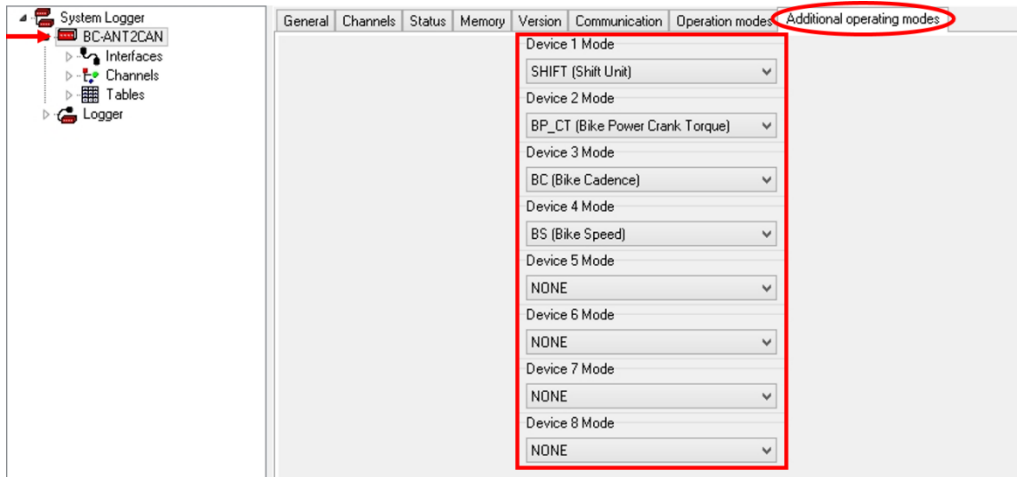 System Logger
BC-ANT2CAN
Interfaces
Channels
Tables
Logger
General Channels Status Memory Version Communication Operation modes Additional operating modes
Device 1 Mode
SHIFT (Shift Unit)
Device 2 Mode
BP_CT (Bike Power Crank Torque)
Device 3 Mode
BC (Bike Cadence)
Device 4 Mode
BS (Bike Speed)
Device 5 Mode
NONE
Device 6 Mode
NONE
Device 7 Mode
NONE
Device 8 Mode
NONE